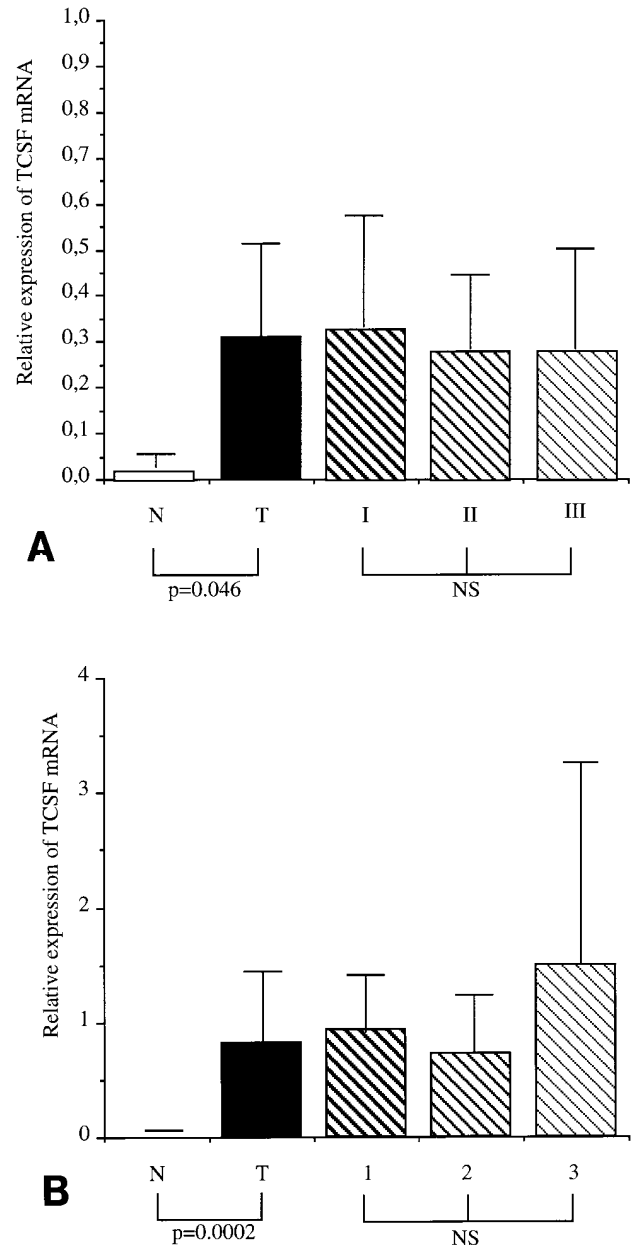 Relative expression of TCSF mRNA
1,0
0,9
0,8
0,7
0,6
0,5
0,4
0,3
0,2
0,1
0,0
N T I II III
A
p=0.046 NS
Relative expression of TCSF mRNA
4
3
2
1
0
N T 1 2 3
B
p=0.0002 NS